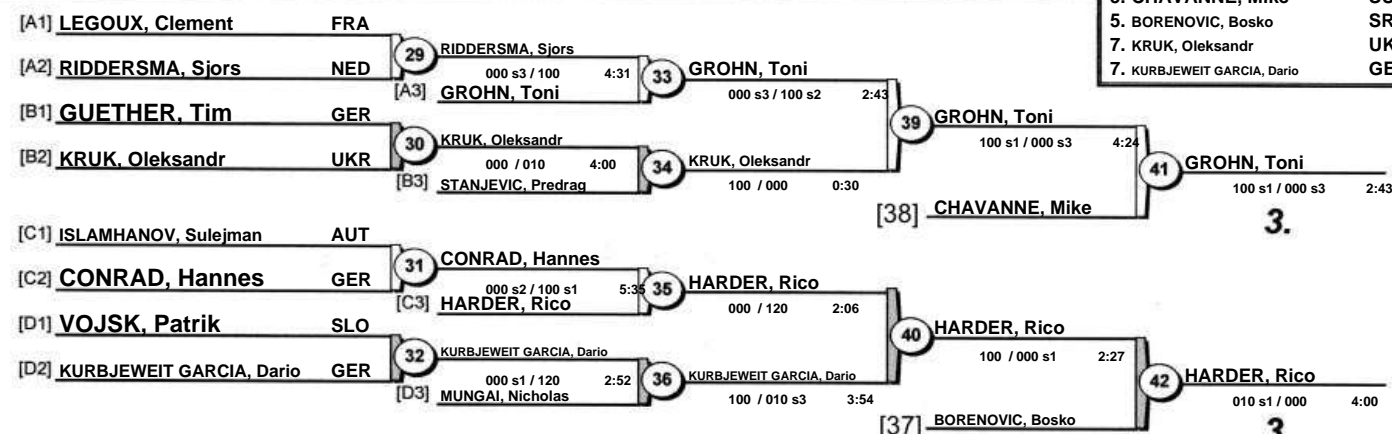 3. CHAVANNE, Mike
5. BORENOVIC, Bosko SR
7. KRUK, Oleksandr UK
7. KURBJEWEIT GARCIA, Dario GE
[A1] LEGOUX, Clement FRA
29 RIDDERSMA, Sjors
[A2] RIDDERSMA, Sjors NED
000 s3 / 100 4:31
33 GROHN, Toni
[A3] GROHN, Toni
000 s3 / 100 s2 2:43
[B1] GUETHER, Tim GER
39 GROHN, Toni
30 KRUK, Oleksandr
100 s1 / 000 s3 4:24
[B2] KRUK, Oleksandr UKR
000 / 010 4:00
34 KRUK, Oleksandr
41 GROHN, Toni
[B3] STANJEVIC, Predrag
100 / 000 0:30
100 s1 / 000 s3 2:43
[38] CHAVANNE, Mike
3.
[C1] ISLAMHANOV, Sulejman AUT
31 CONRAD, Hannes
[C2] CONRAD, Hannes GER
000 s2 / 100 s1 5:35
35 HARDER, Rico
[C3] HARDER, Rico
000 / 120 2:06
[D1] VOJSK, Patrik SLO
40 HARDER, Rico
32 KURBJEWEIT GARCIA, Dario
100 / 000 s1 2:27
[D2] KURBJEWEIT GARCIA, Dario GER
000 s1 / 120 2:52
36 KURBJEWEIT GARCIA, Dario
42 HARDER, Rico
[D3] MUNGAI, Nicholas
100 / 010 s3 3:54
010 s1 / 000 4:00
[37] BORENOVIC, Bosko
3